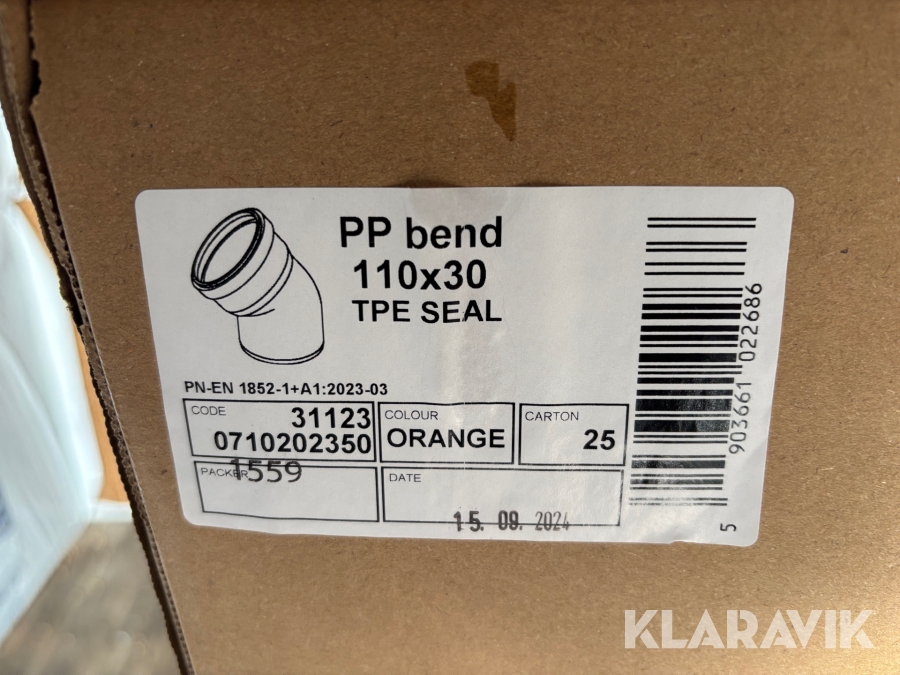 PP bend
110x30
TPE SEAL
PN-EN 1852-1+A1:2023-03
CODE
31123
0710202350
COLOUR
ORANGE
CARTON
25
PACKER
1559
DATE
15. 09. 2024
5 903661 022686
KLARAVIK